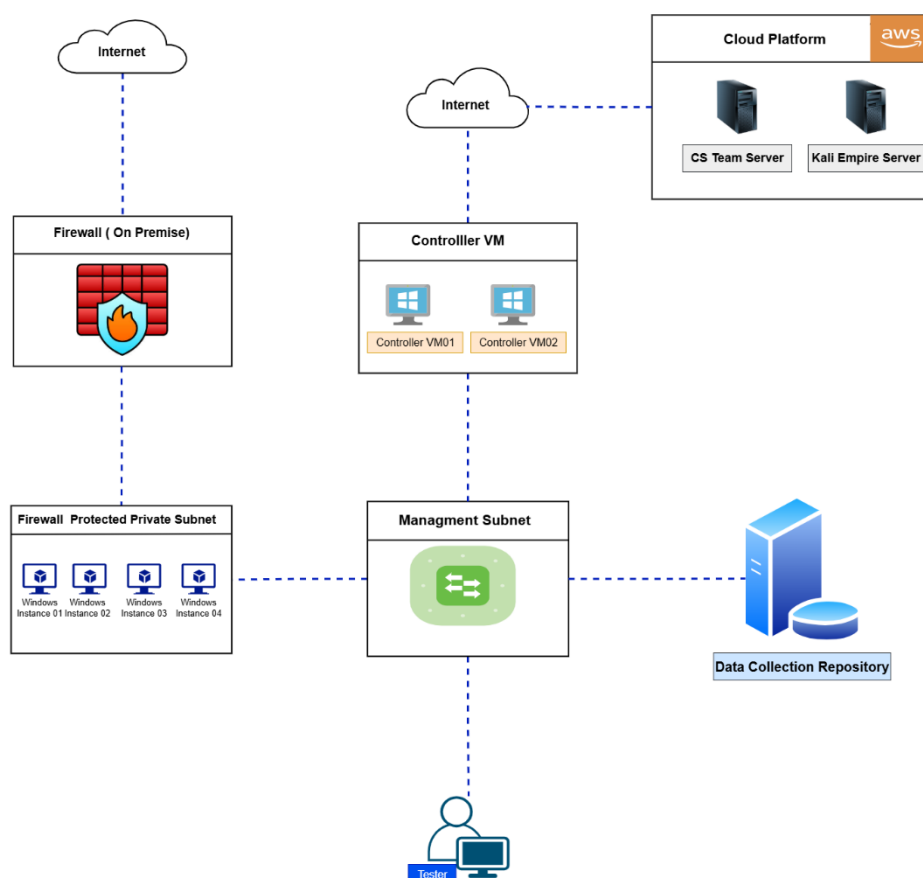 Internet
Cloud Platform
aws
Internet
CS Team Server
Kali Empire Server
Firewall ( On Premise)
Controlller VM
Controller VM01
Controller VM02
Firewall Protected Private Subnet
Windows
Instance 01
Windows
Instance 02
Windows
Instance 03
Windows
Instance 04
Managment Subnet
Data Collection Repository
Tester